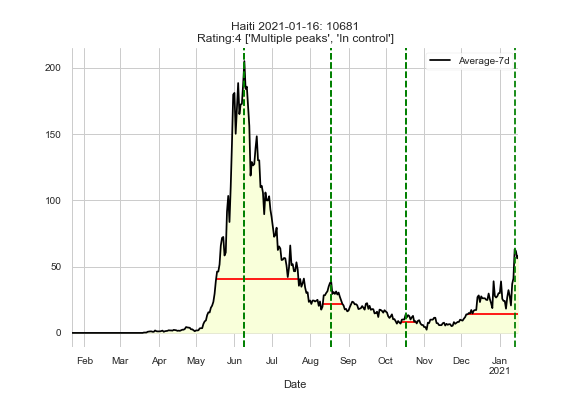 Haiti 2021-01-16: 10681
Rating:4 ['Multiple peaks', 'In control']
Average-7d
200
150
100
50
0
Feb Mar Apr May Jun Jul Aug Sep Oct Nov Dec Jan
2021
Date